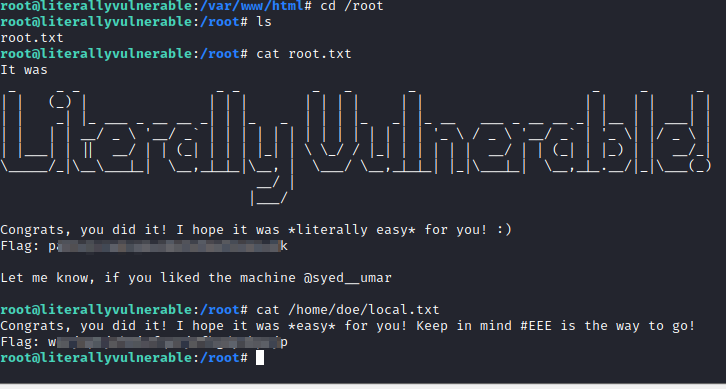 root@literallyvulnerable:/var/www/html# cd /root
root@literallyvulnerable:/root# ls
root.txt
root@literallyvulnerable:/root# cat root.txt
It was
Literally Vulnerable!
Congrats, you did it! I hope it was *literally easy* for you! :)
Flag:
Let me know, if you liked the machine @syed__umar
root@literallyvulnerable:/root# cat /home/doe/local.txt
Congrats, you did it! I hope it was *easy* for you! Keep in mind #EEE is the way to go!
Flag:
root@literallyvulnerable:/root#